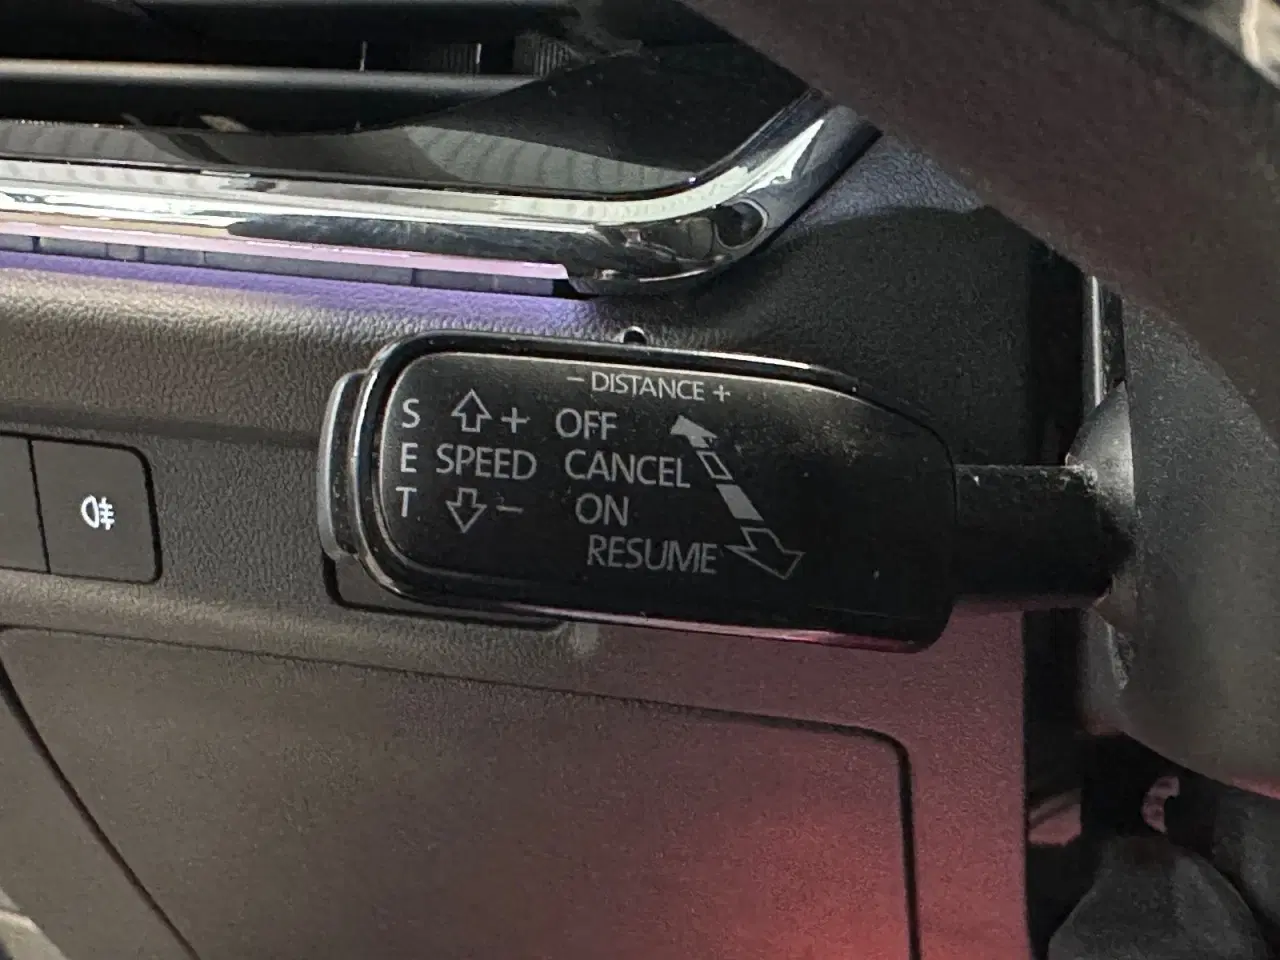 - DISTANCE +
S + OFF
E SPEED CANCEL
T - ON
RESUME